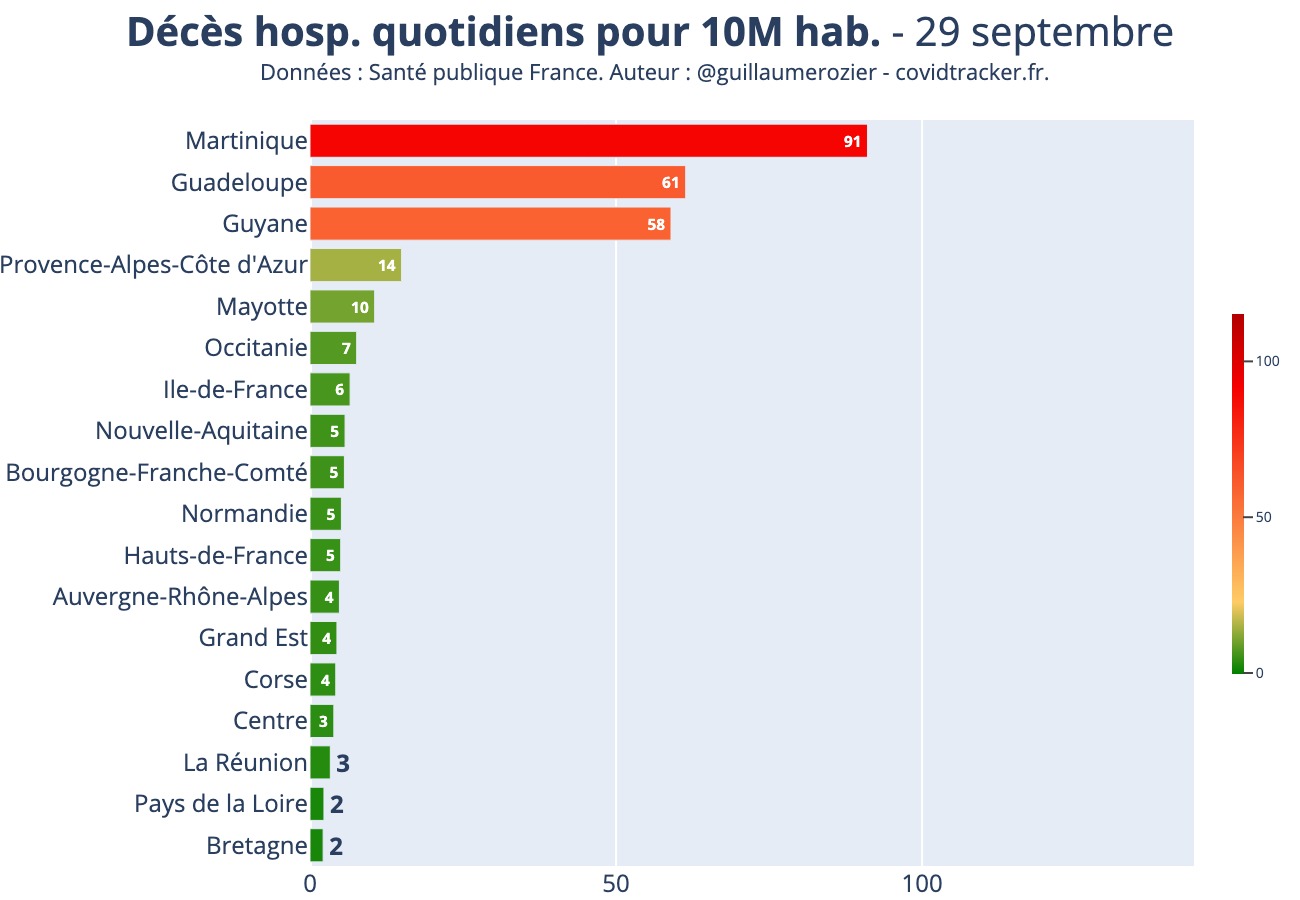 Décès hosp. quotidiens pour 10M hab. - 29 septembre
Données : Santé publique France. Auteur : @guillaumerozier - covidtracker.fr.
Martinique 91
Guadeloupe 61
Guyane 58
Provence-Alpes-Côte d'Azur 14
Mayotte 10
Occitanie 7
Ile-de-France 6
Nouvelle-Aquitaine 5
Bourgogne-Franche-Comté 5
Normandie 5
Hauts-de-France 5
Auvergne-Rhône-Alpes 4
Grand Est 4
Corse 4
Centre 3
La Réunion 3
Pays de la Loire 2
Bretagne 2
0 50 100
100
50
0